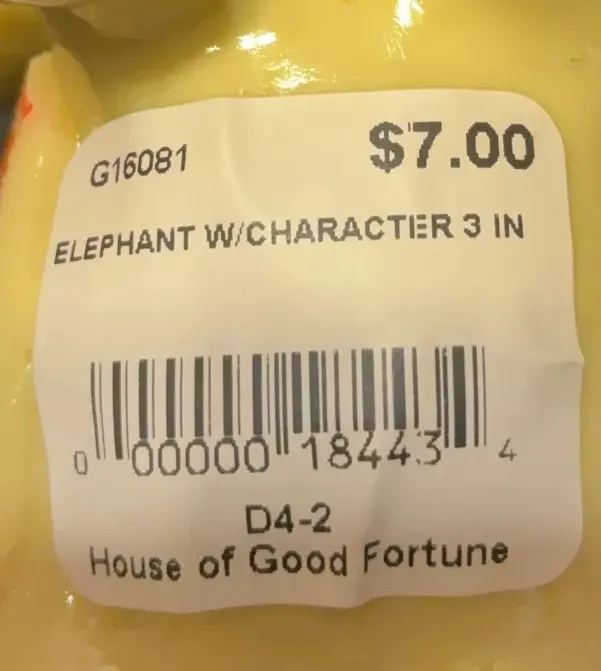 G16081 $7.00
ELEPHANT W/CHARACTER 3 IN
0 00000 18443 4
D4-2
House of Good Fortune